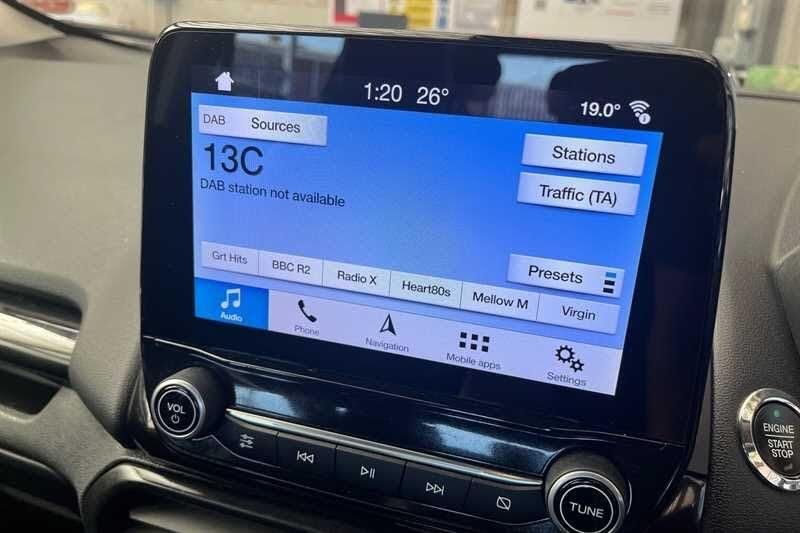 1:20 26°
19.0°
DAB Sources
13C
DAB station not available
Stations
Traffic (TA)
Presets
Grt Hits
BBC R2
Radio X
Heart80s
Mellow M
Virgin
Audio
Phone
Navigation
Mobile apps
Settings
VOL
TUNE
ENGINE
START
STOP